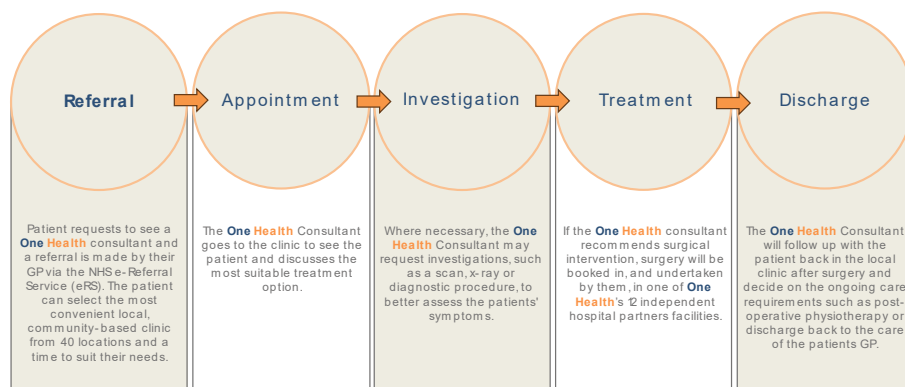 Referral
Appointment
Investigation
Treatment
Discharge
Patient requests to see a
One Health consultant and
a referral is made by their
GP via the NHS e-Referral
Service (eRS). The patient
can select the most
convenient local,
community-based clinic
from 40 locations and a
time to suit their needs.
The One Health Consultant
goes to the clinic to see the
patient and discusses the
most suitable treatment
option.
Where necessary, the One
Health Consultant may
request investigations, such
as a scan, x-ray or
diagnostic procedure, to
better assess the patients'
symptoms.
If the One Health consultant
recommends surgical
intervention, surgery will be
booked in, and undertaken
by them, in one of One
Health's 12 independent
hospital partners facilities.
The One Health Consultant
will follow up with the
patient back in the local
clinic after surgery and
decide on the ongoing care
requirements such as post-
operative physiotherapy or
discharge back to the care
of the patients GP.